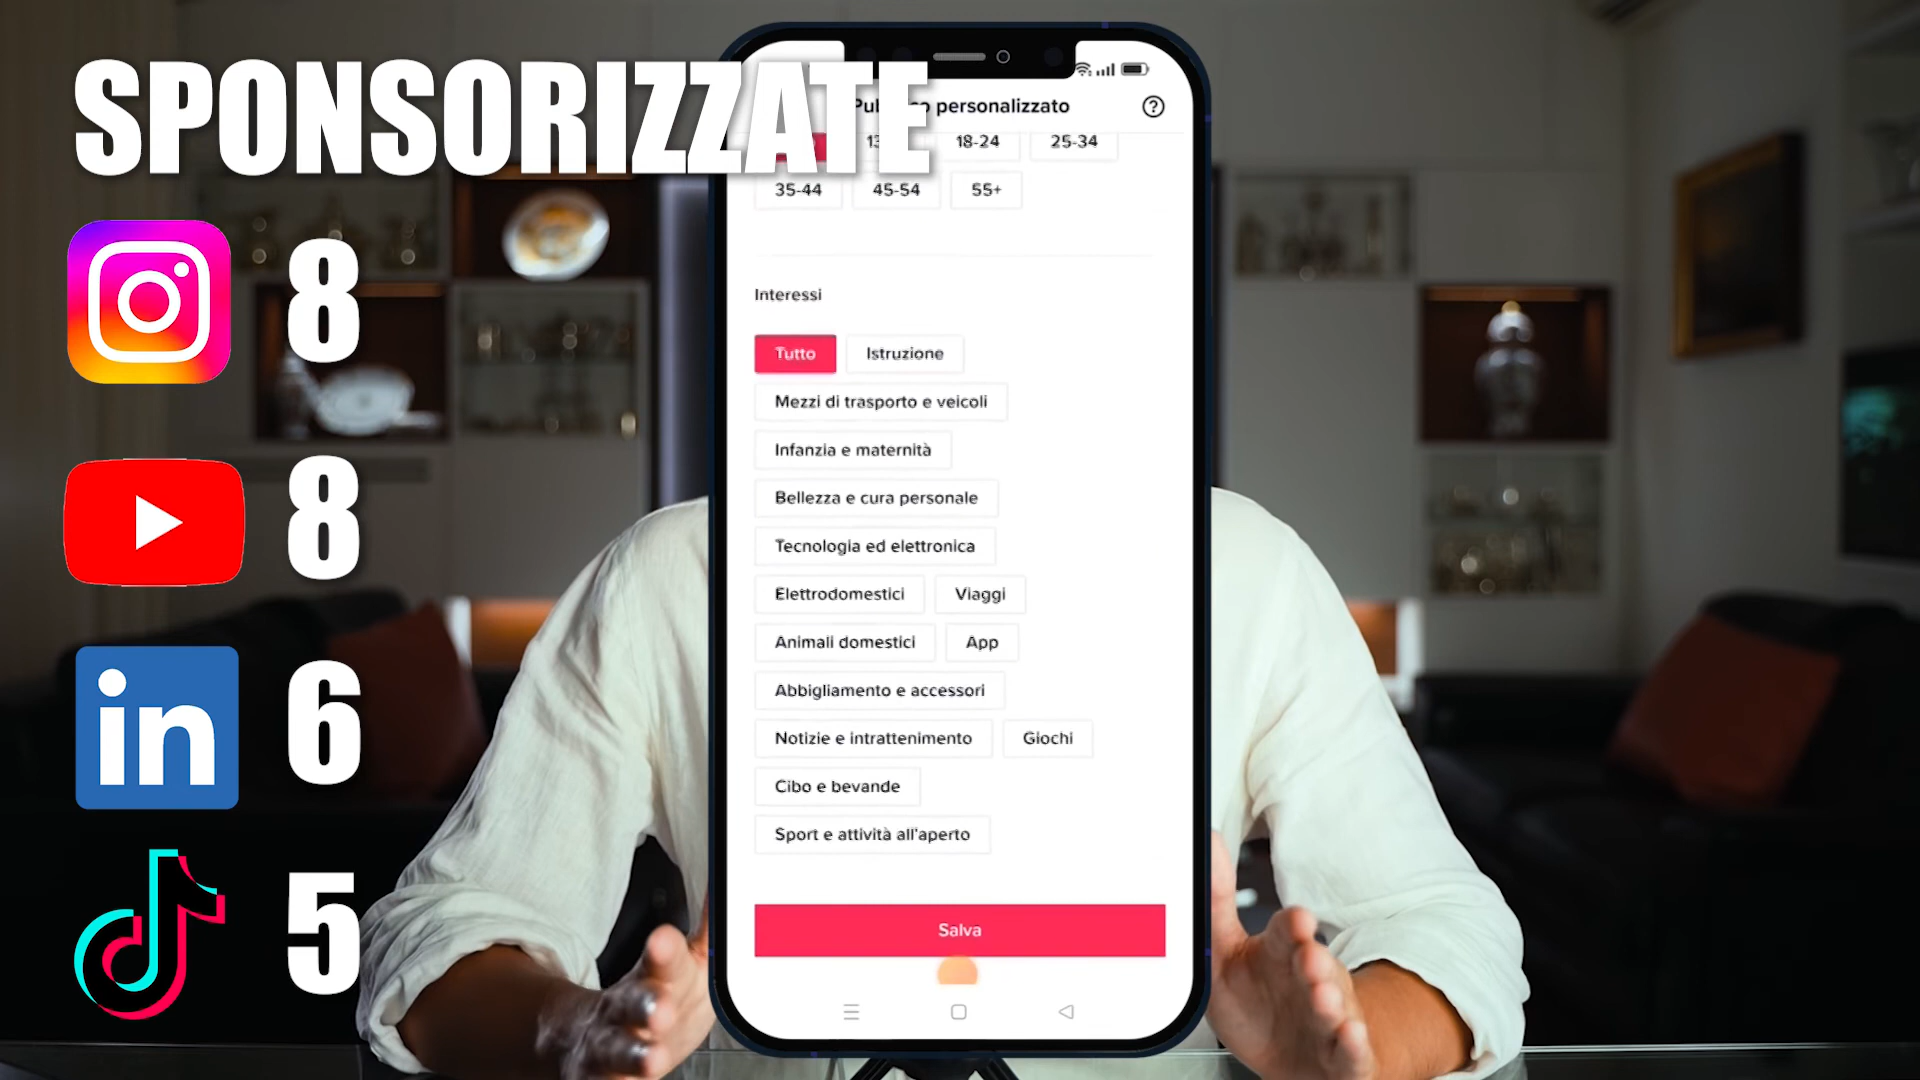 SPONSORIZZATE
8
8
in 6
5
personalizzato
18-24 25-34
35-44 45-54 55+
Interessi
Tutto Istruzione
Mezzi di trasporto e veicoli
Infanzia e maternità
Bellezza e cura personale
Tecnologia ed elettronica
Elettrodomestici Viaggi
Animali domestici App
Abbigliamento e accessori
Notizie e intrattenimento Giochi
Cibo e bevande
Sport e attività all'aperto
Salva